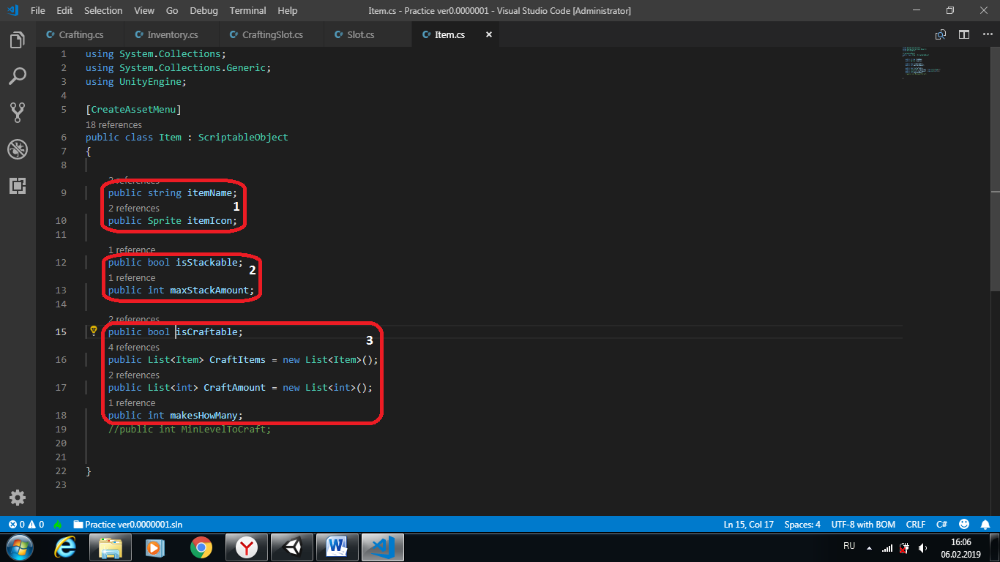 File Edit Selection View Go Debug Terminal Help Item.cs - Practice ver0.0000001 - Visual Studio Code [Administrator]
Crafting.cs Inventory.cs CraftingSlot.cs Slot.cs Item.cs
1 using System.Collections;
2 using System.Collections.Generic;
3 using UnityEngine;
4
5 [CreateAssetMenu]
18 references
6 public class Item : ScriptableObject
7 {
8
2 references
9 public string itemName;
1
2 references
10 public Sprite itemIcon;
11
1 reference
12 public bool isStackable;
2
1 reference
13 public int maxStackAmount;
14
2 references
15 public bool isCraftable;
3
4 references
16 public List<Item> CraftItems = new List<Item>();
2 references
17 public List<int> CraftAmount = new List<int>();
1 reference
18 public int makesHowMany;
19 //public int MinLevelToCraft;
20
21
22 }
23
0 0 Practice ver0.0000001.sln Ln 15, Col 17 Spaces: 4 UTF-8 with BOM CRLF C#
RU 16:06
06.02.2019